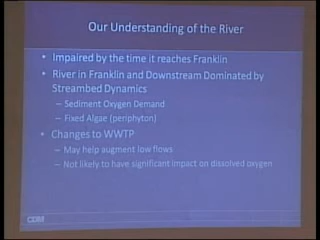 Our Understanding of the River
• Impaired by the time it reaches Franklin
• River in Franklin and Downstream Dominated by
Streambed Dynamics
– Sediment Oxygen Demand
– Fixed Algae (periphyton)
• Changes to WWTP
– May help augment low flows
– Not likely to have significant impact on dissolved oxygen
CDM